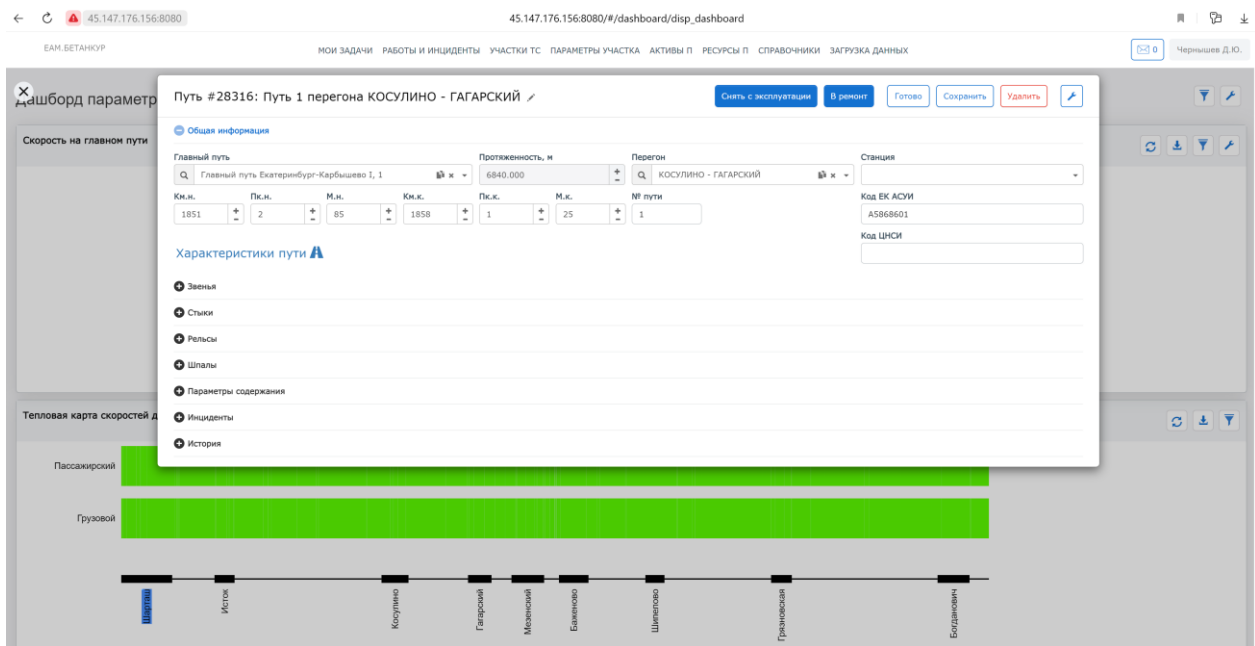 45.147.176.156:8080
45.147.176.156:8080/#/dashboard/disp_dashboard
ЕАМ.БЕТАНКУР
МОИ ЗАДАЧИ РАБОТЫ И ИНЦИДЕНТЫ УЧАСТКИ ТС ПАРАМЕТРЫ УЧАСТКА АКТИВЫ П РЕСУРСЫ П СПРАВОЧНИКИ ЗАГРУЗКА ДАННЫХ
0
Чернышев Д.Ю.
Дашборд параметр
Скорость на главном пути
Путь #28316: Путь 1 перегона КОСУЛИНО - ГАГАРСКИЙ
Снять с эксплуатации В ремонт Готово Сохранить Удалить
Общая информация
Главный путь Протяженность, м Перегон Станция
Главный путь Екатеринбург-Карбышево I, 1 6840.000 КОСУЛИНО - ГАГАРСКИЙ
Км.н. Пк.н. М.н. Км.к. Пк.к. М.к. № пути Код ЕК АСУИ
1851 2 85 1858 1 25 1 A5868601
Код ЦНСИ
Характеристики пути
Звенья
Стыки
Рельсы
Шпалы
Параметры содержания
Инциденты
История
Тепловая карта скоростей д
Пассажирский
Грузовой
Шарташ
Исток
Косулино
Гагарский
Мезенский
Баженово
Шипелово
Грязновская
Богданович